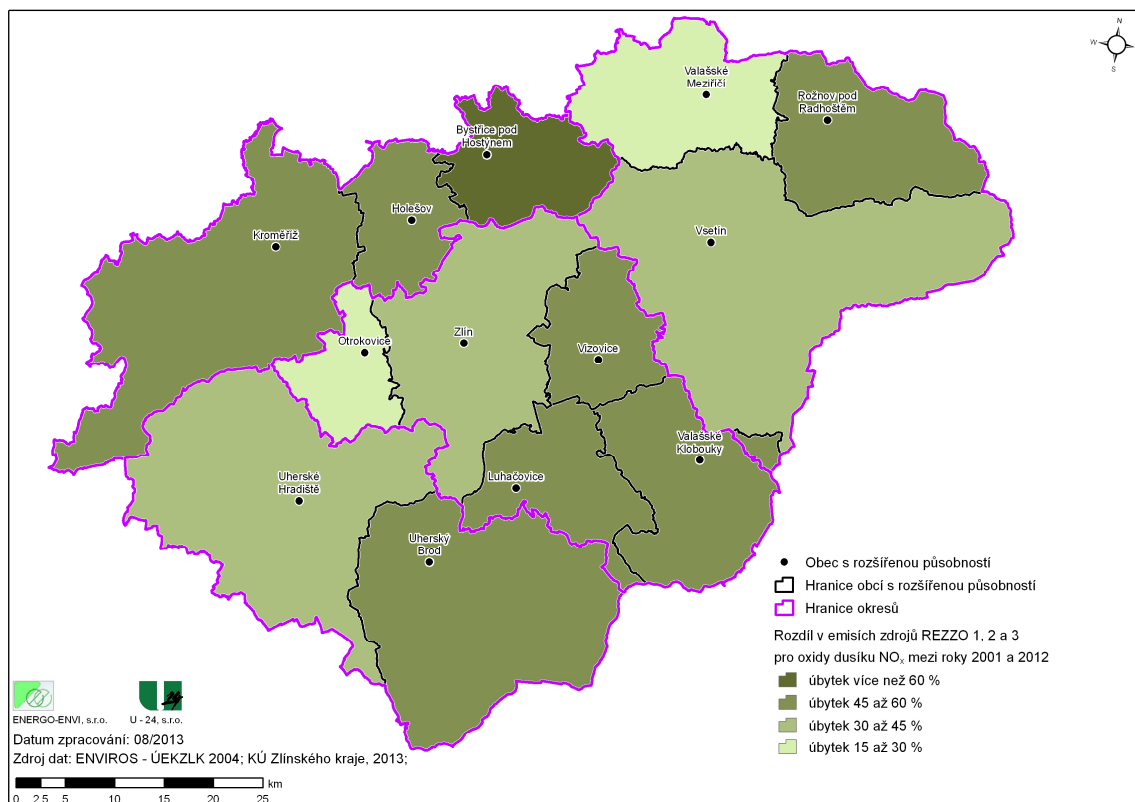 N
W
S
Valašské
Meziříčí
Rožnov pod
Radhoštěm
Bystřice pod
Hostýnem
Holešov
Kroměříž
Vsetín
Zlín
Otrokovice
Vizovice
Valašské
Klobouky
Uherské
Hradiště
Luhačovice
Uherský
Brod
Obec s rozšířenou působností
Hranice obcí s rozšířenou působností
Hranice okresů
Rozdíl v emisích zdrojů REZZO 1, 2 a 3
pro oxidy dusíku NOₓ mezi roky 2001 a 2012
úbytek více než 60 %
úbytek 45 až 60 %
úbytek 30 až 45 %
úbytek 15 až 30 %
ENERGO-ENVI, s.r.o. U - 24, s.r.o.
Datum zpracování: 08/2013
Zdroj dat: ENVIROS - ÚEKZLK 2004; KÚ Zlínského kraje, 2013;
km
0 2,5 5 10 15 20 25